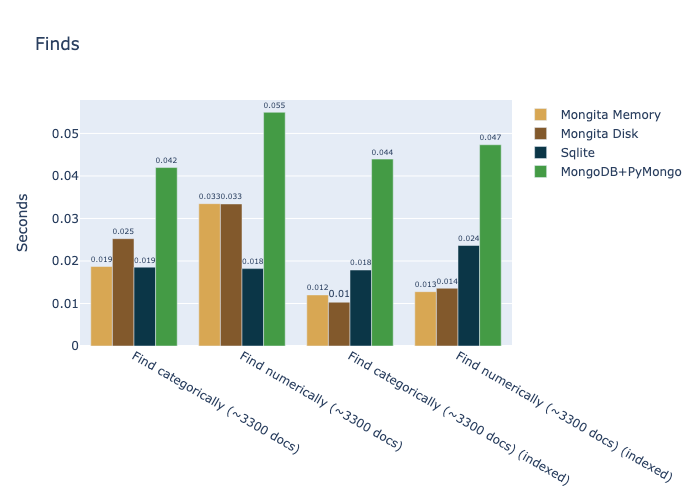 Finds
Mongita Memory
Mongita Disk
Sqlite
MongoDB+PyMongo
Seconds
0.05
0.04
0.03
0.02
0.01
0
0.019
0.025
0.019
0.042
0.033
0.033
0.018
0.055
0.012
0.01
0.018
0.044
0.013
0.014
0.024
0.047
Find categorically (~3300 docs)
Find numerically (~3300 docs)
Find categorically (~3300 docs) (indexed)
Find numerically (~3300 docs) (indexed)